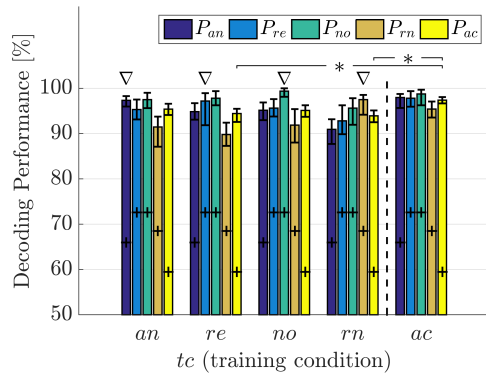 P_an P_re P_no P_rn P_ac
Decoding Performance [%]
* *
100
90
80
70
60
50
an re no rn ac
tc (training condition)